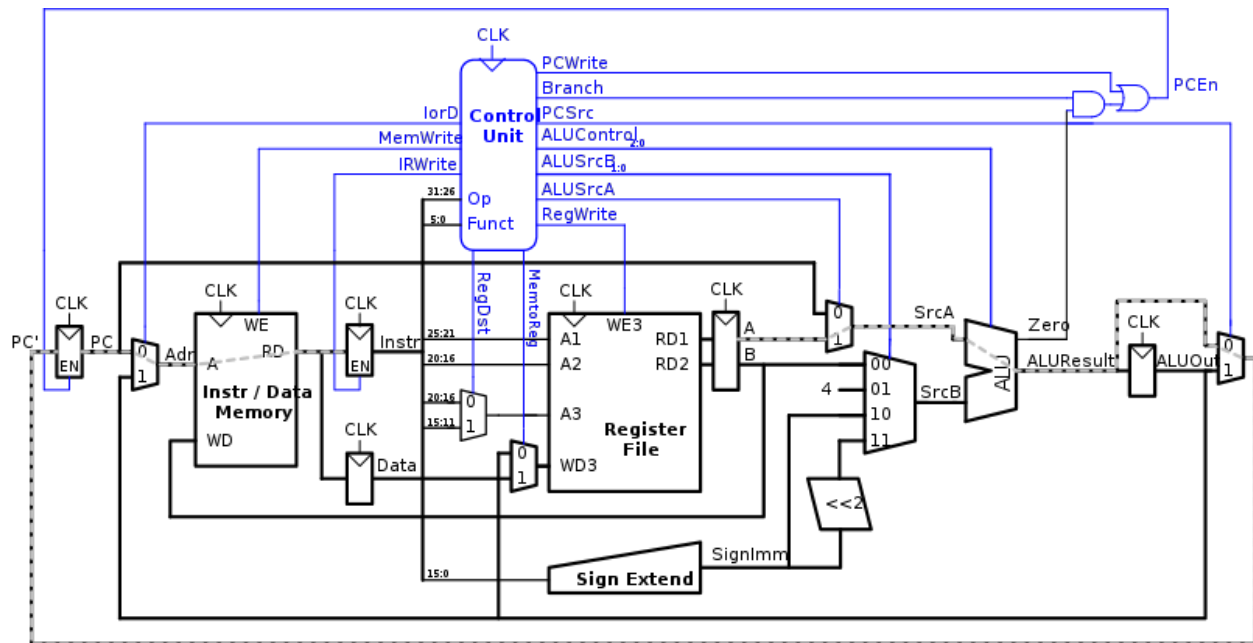 CLK
PCWrite
Branch
PCEn
IorD
Control
Unit
PCSrc
MemWrite
ALUControl 2:0
IRWrite
ALUSrcB 1:0
31:26
Op
ALUSrcA
5:0
Funct
RegWrite
RegDst
MemtoReg
CLK
CLK
CLK
CLK
CLK
CLK
PC'
EN
PC
0
1
Adr
WE
A
RD
Instr / Data
Memory
WD
EN
Instr
25:21
20:16
20:16
15:11
0
1
A1
A2
A3
WD3
WE3
RD1
RD2
Register
File
A
B
0
1
SrcA
00
01
10
11
4
SrcB
ALU
Zero
ALUResult
CLK
ALUOut
0
1
Data
0
1
<<2
SignImm
15:0
Sign Extend